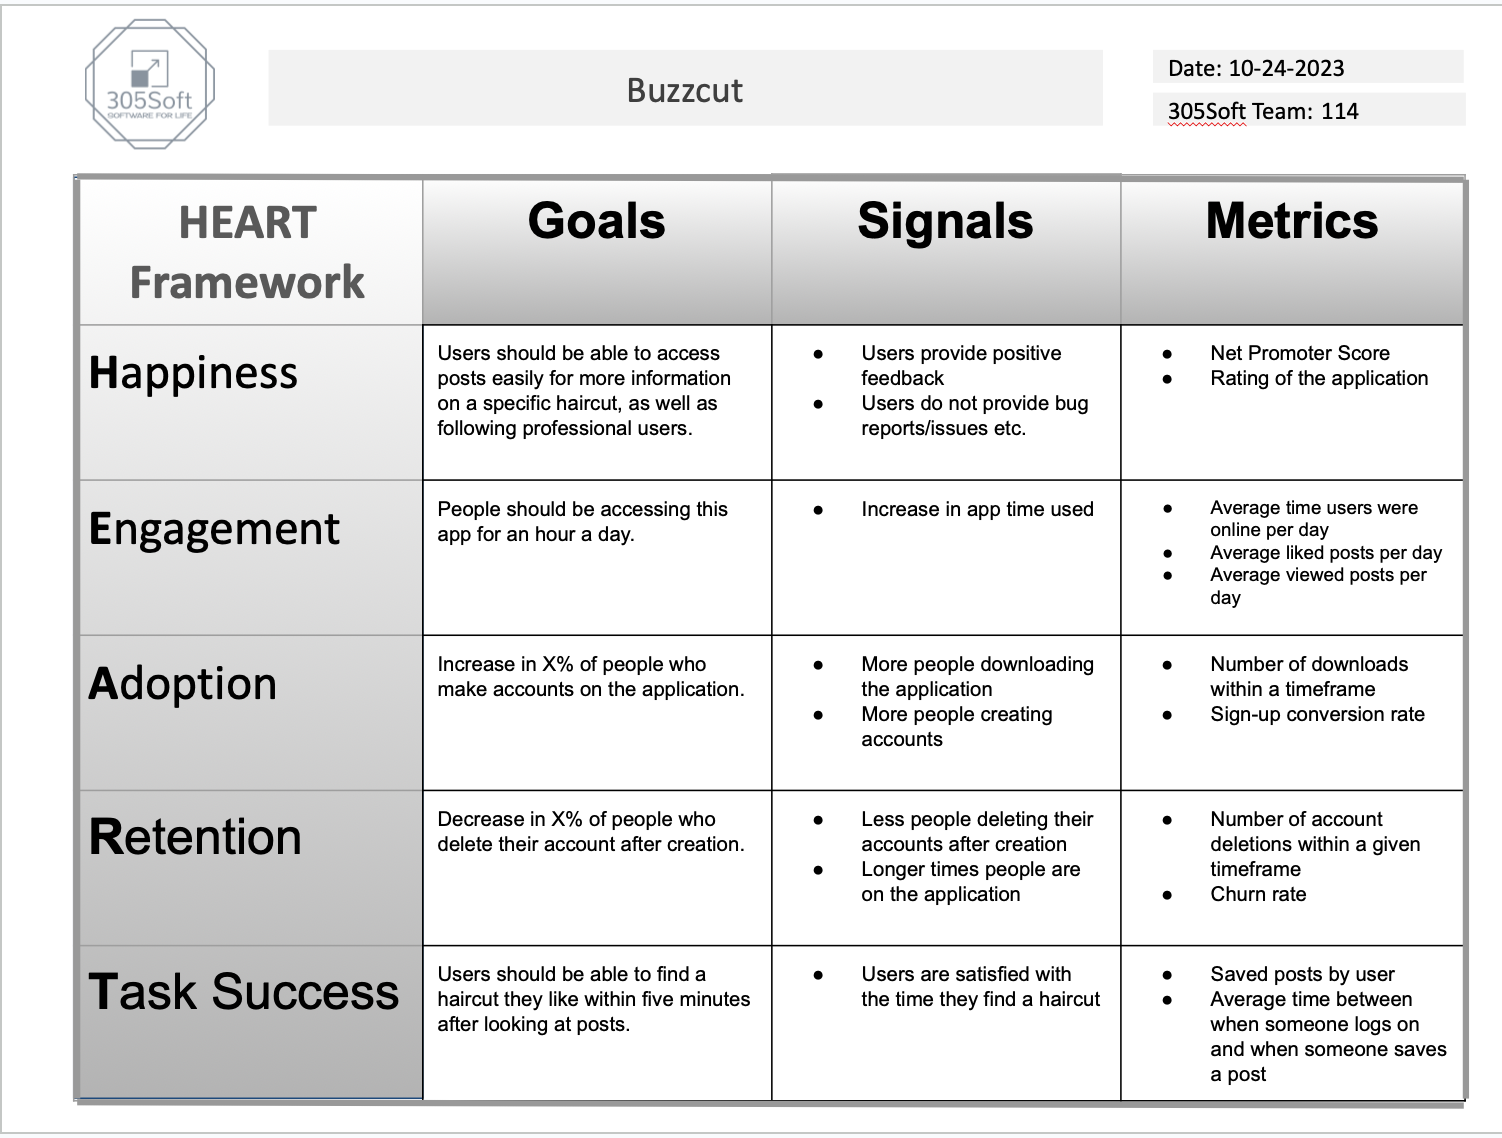 305Soft
SOFTWARE FOR LIFE
Buzzcut
Date: 10-24-2023
305Soft Team: 114
HEART
Framework
Goals
Signals
Metrics
Happiness
Users should be able to access
posts easily for more information
on a specific haircut, as well as
following professional users.
● Users provide positive
feedback
● Users do not provide bug
reports/issues etc.
● Net Promoter Score
● Rating of the application
Engagement
People should be accessing this
app for an hour a day.
● Increase in app time used
● Average time users were
online per day
● Average liked posts per day
● Average viewed posts per
day
Adoption
Increase in X% of people who
make accounts on the application.
● More people downloading
the application
● More people creating
accounts
● Number of downloads
within a timeframe
● Sign-up conversion rate
Retention
Decrease in X% of people who
delete their account after creation.
● Less people deleting their
accounts after creation
● Longer times people are
on the application
● Number of account
deletions within a given
timeframe
● Churn rate
Task Success
Users should be able to find a
haircut they like within five minutes
after looking at posts.
● Users are satisfied with
the time they find a haircut
● Saved posts by user
● Average time between
when someone logs on
and when someone saves
a post